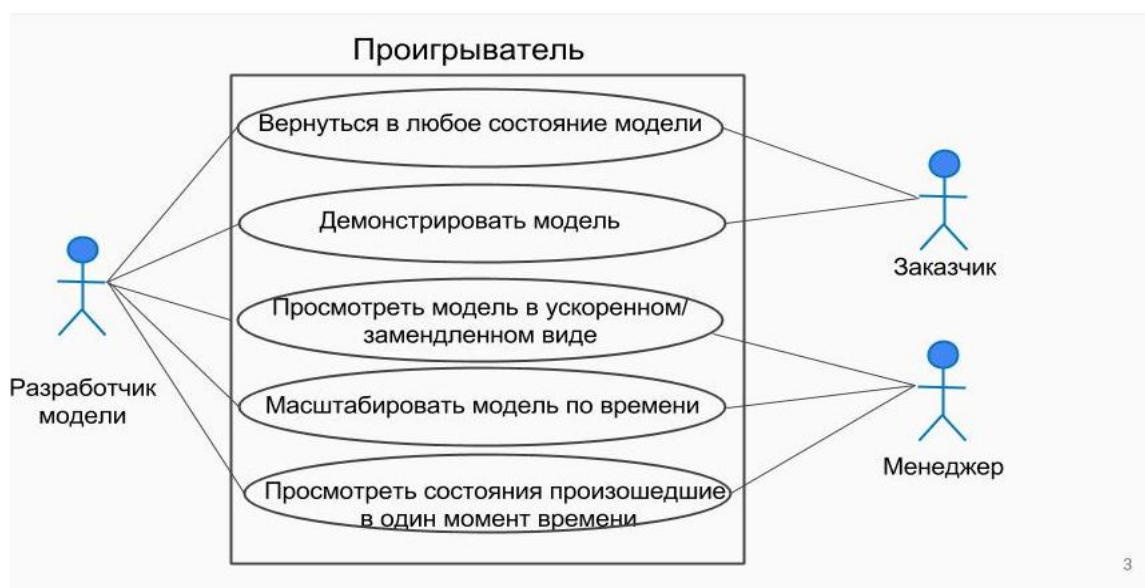 Проигрыватель
Вернуться в любое состояние модели
Демонстрировать модель
Просмотреть модель в ускоренном/
замендленном виде
Масштабировать модель по времени
Просмотреть состояния произошедшие
в один момент времени
Разработчик
модели
Заказчик
Менеджер
3